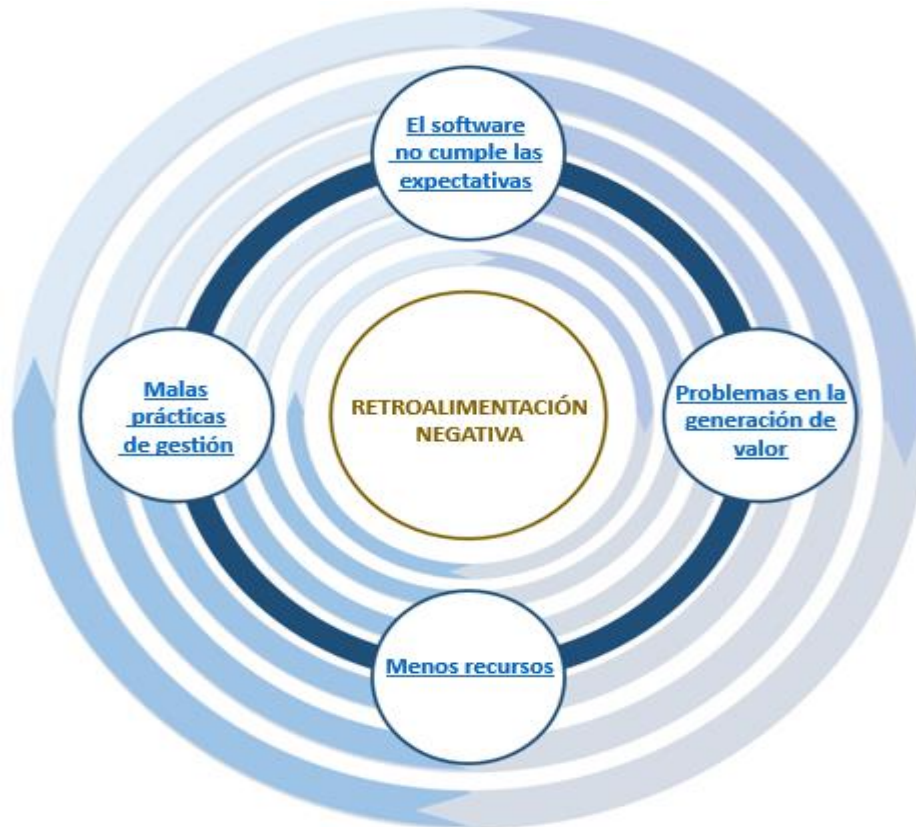 El software
no cumple las
expectativas
Malas
prácticas
de gestión
RETROALIMENTACIÓN
NEGATIVA
Problemas en la
generación de
valor
Menos recursos